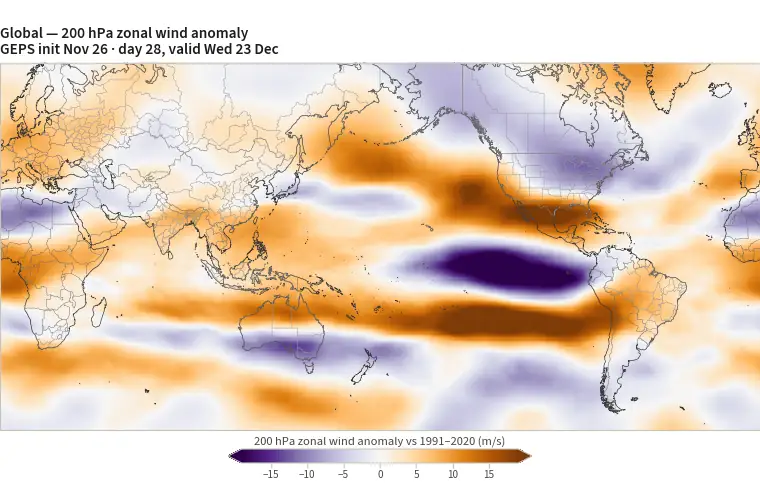 Global — 200 hPa zonal wind anomaly
GEPS init Nov 26 · day 28, valid Wed 23 Dec
200 hPa zonal wind anomaly vs 1991–2020 (m/s)
−15 −10 −5 0 5 10 15